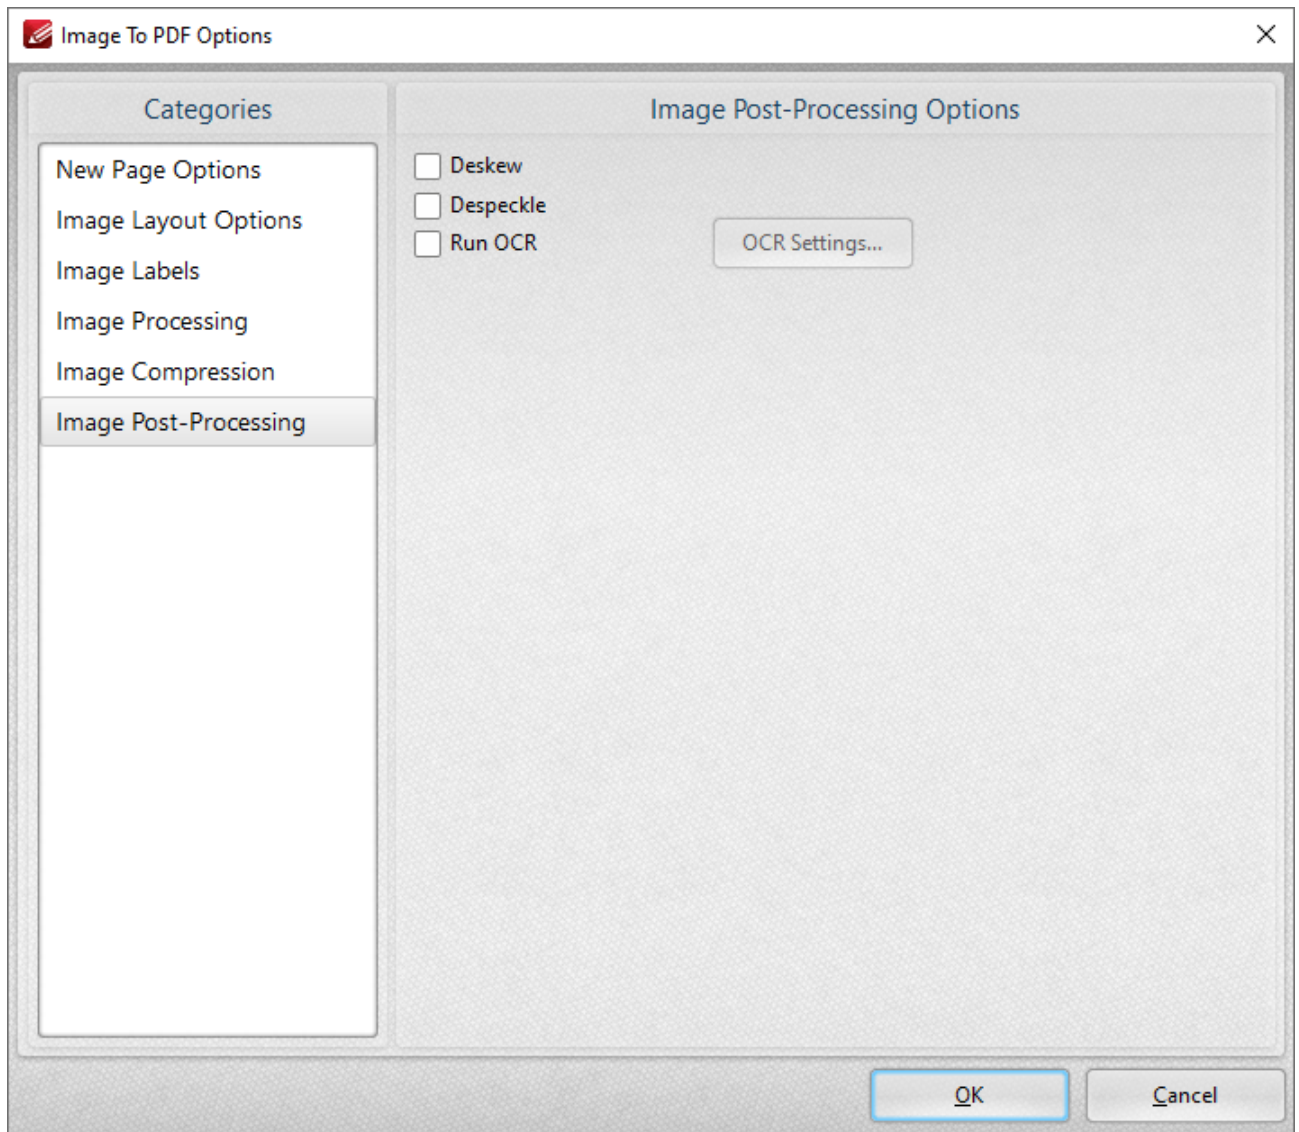 Image To PDF Options
Categories
New Page Options
Image Layout Options
Image Labels
Image Processing
Image Compression
Image Post-Processing
Image Post-Processing Options
Deskew
Despeckle
Run OCR
OCR Settings...
OK
Cancel